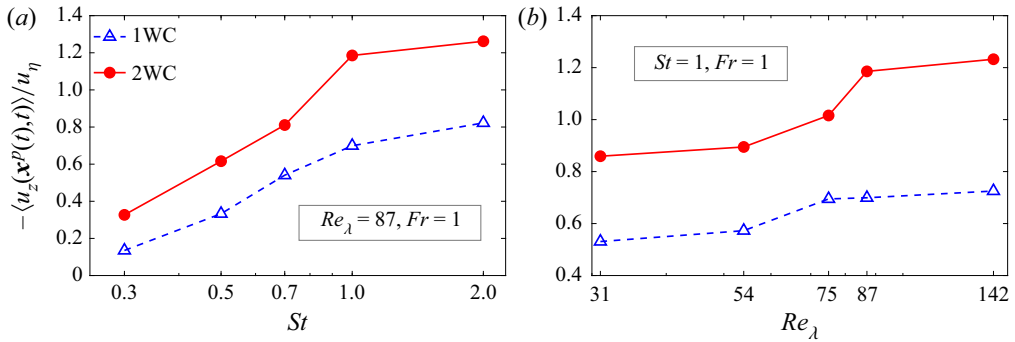 (a)
1WC
2WC
−⟨u_z(x^p(t),t)⟩/u_η
1.4
1.2
1.0
0.8
0.6
0.4
0.2
0
Re_λ = 87, Fr = 1
0.3 0.5 0.7 1.0 2.0
St
(b)
St = 1, Fr = 1
1.4
1.2
1.0
0.8
0.6
0.4
31 54 75 87 142
Re_λ